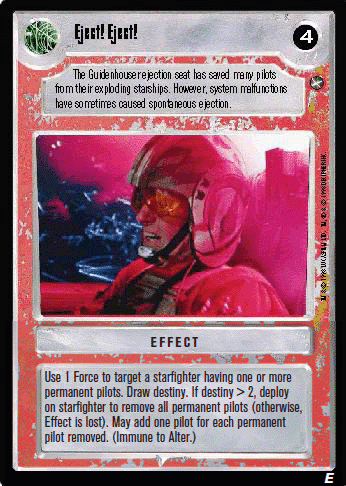 Eject! Eject!
4
The Guidenhouse rejection seat has saved many pilots
from their exploding starships. However, system malfunctions
have sometimes caused spontaneous ejection.
EFFECT
Use 1 Force to target a starfighter having one or more
permanent pilots. Draw destiny. If destiny > 2, deploy
on starfighter to remove all permanent pilots (otherwise,
Effect is lost). May add one pilot for each permanent
pilot removed. (Immune to Alter.)
E